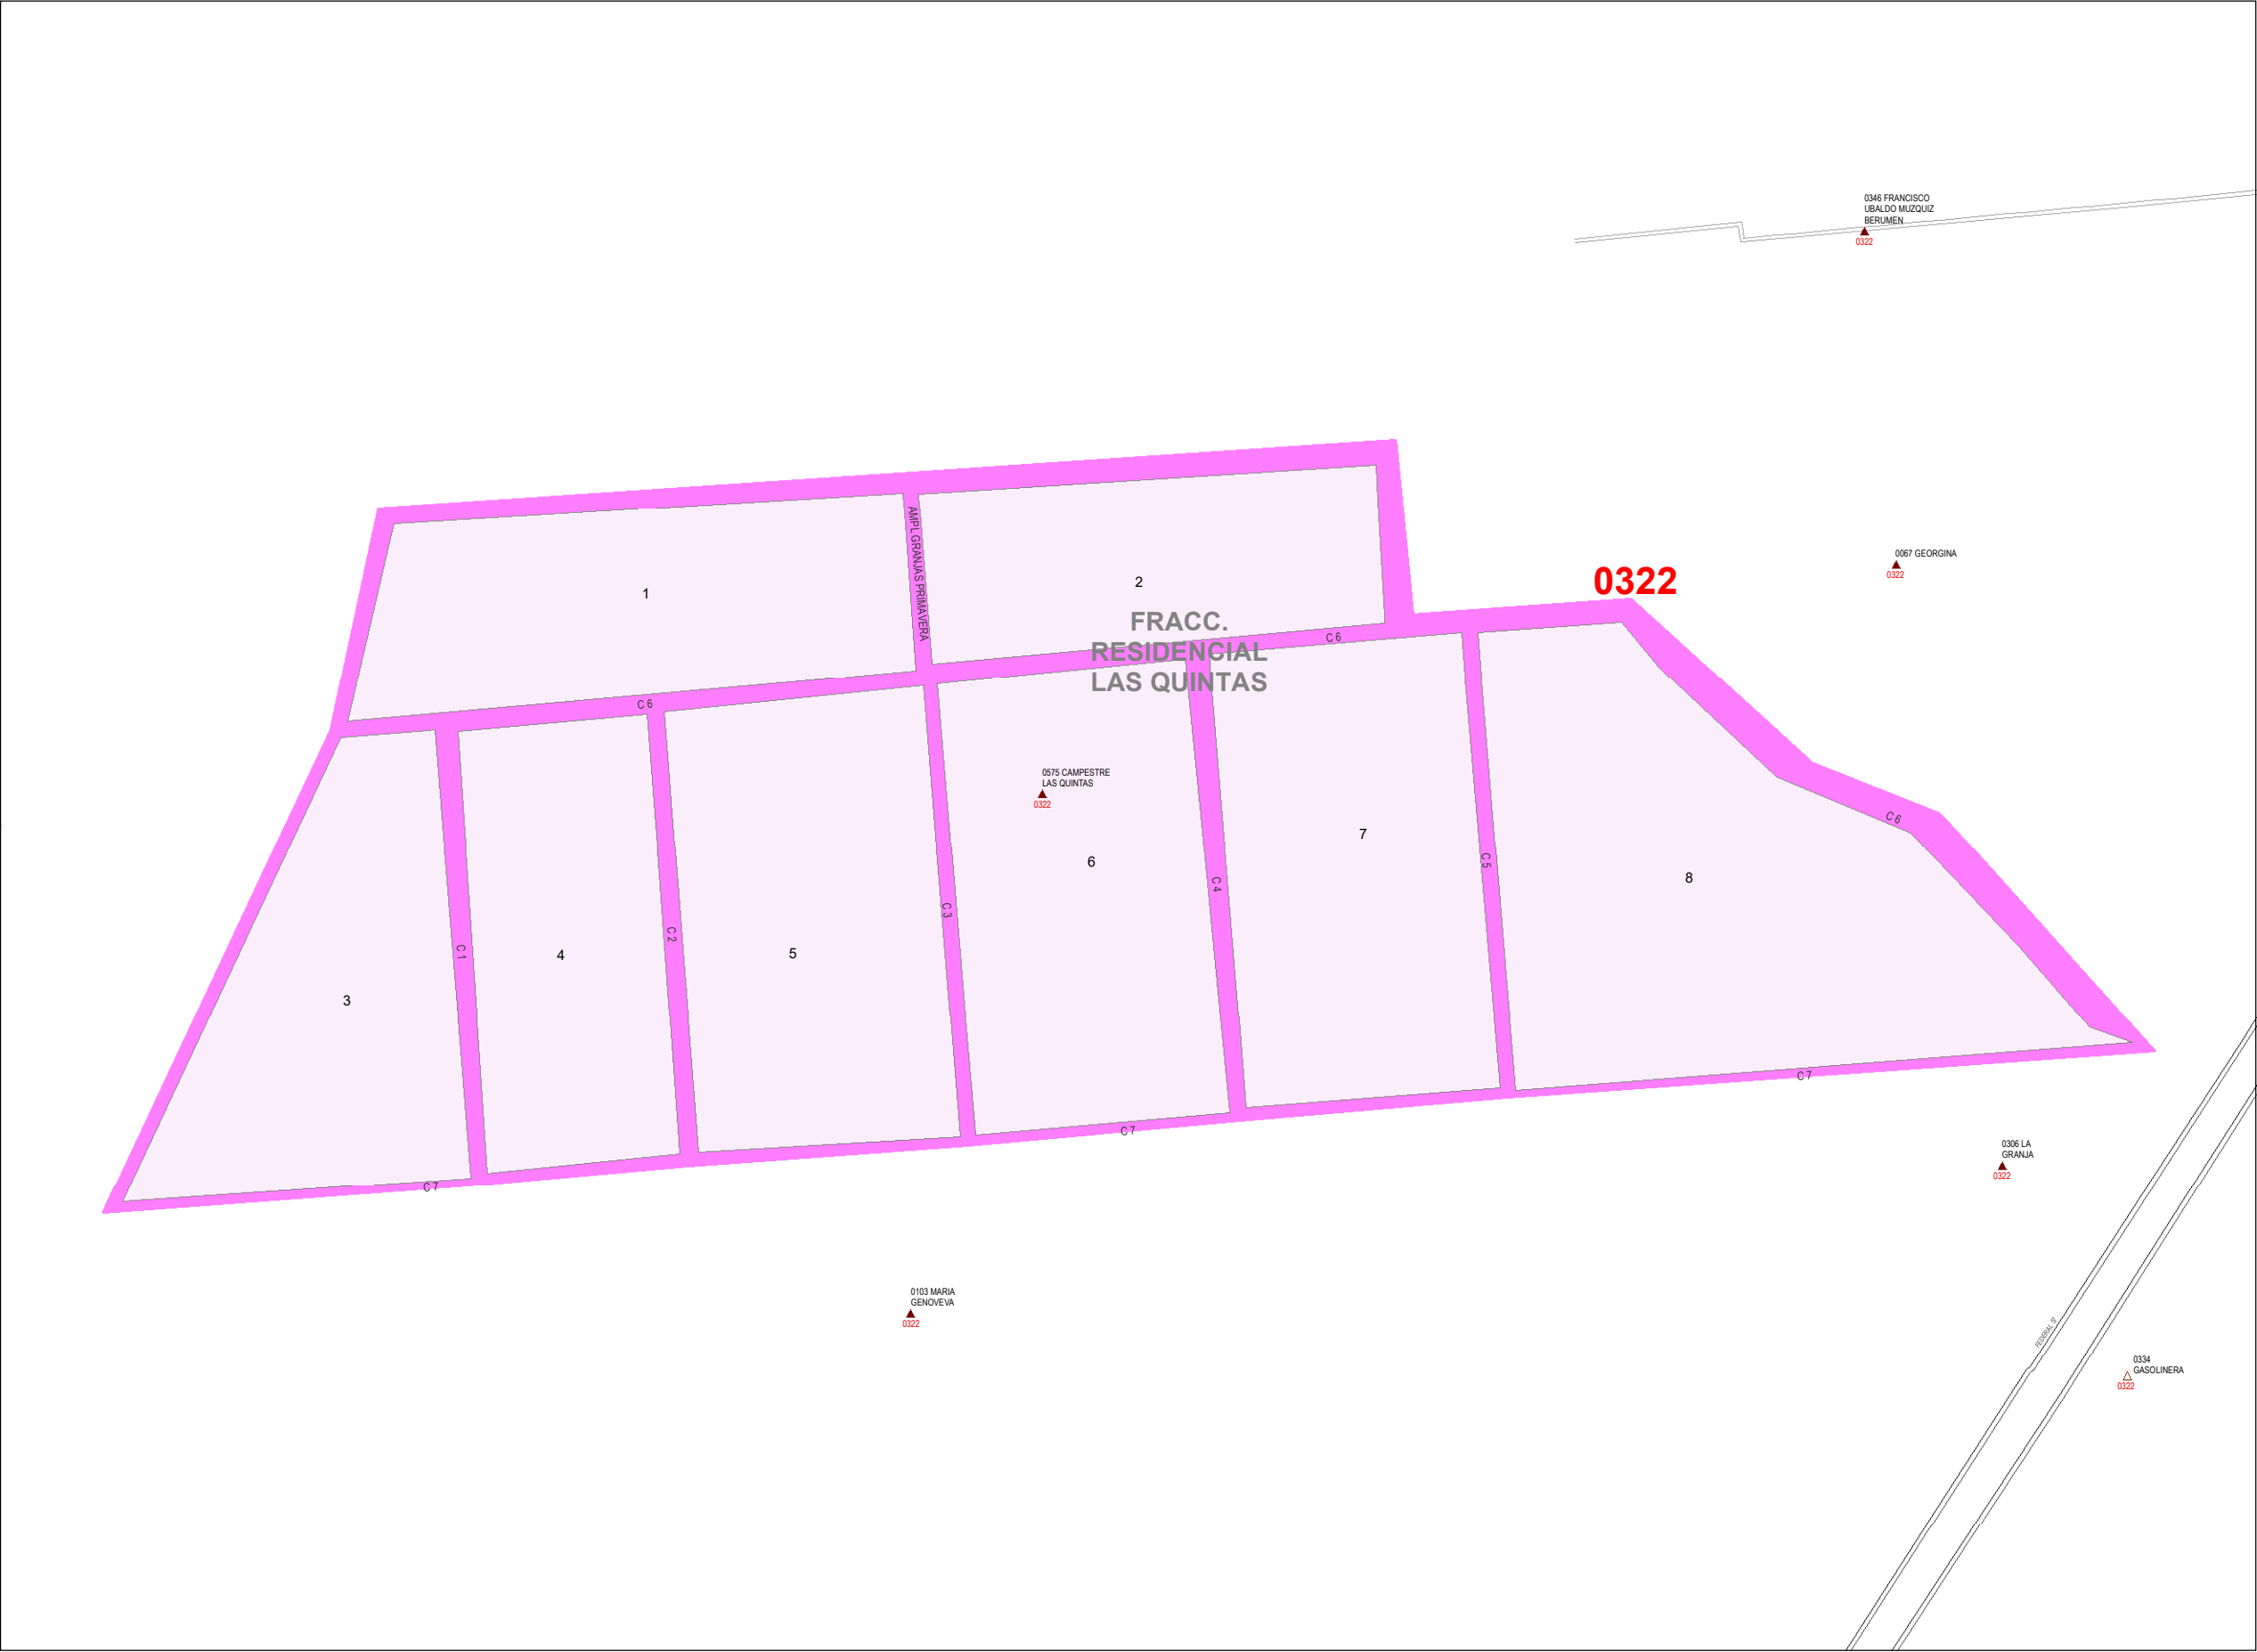 0346 FRANCISCO
UBALDO MUZQUIZ
BERUMEN
0322
0067 GEORGINA
0322
0322
AMPL GRANJAS PRIMAVERA
1
2
FRACC.
RESIDENCIAL
LAS QUINTAS
C 6
C 6
0575 CAMPESTRE
LAS QUINTAS
0322
C 6
7
6
C 5
8
C 4
C 3
C 2
C 1
4
5
3
C 7
C 7
C 7
0306 LA
GRANJA
0322
0103 MARIA
GENOVEVA
0322
FEDERAL 57
0334
GASOLINERA
0322